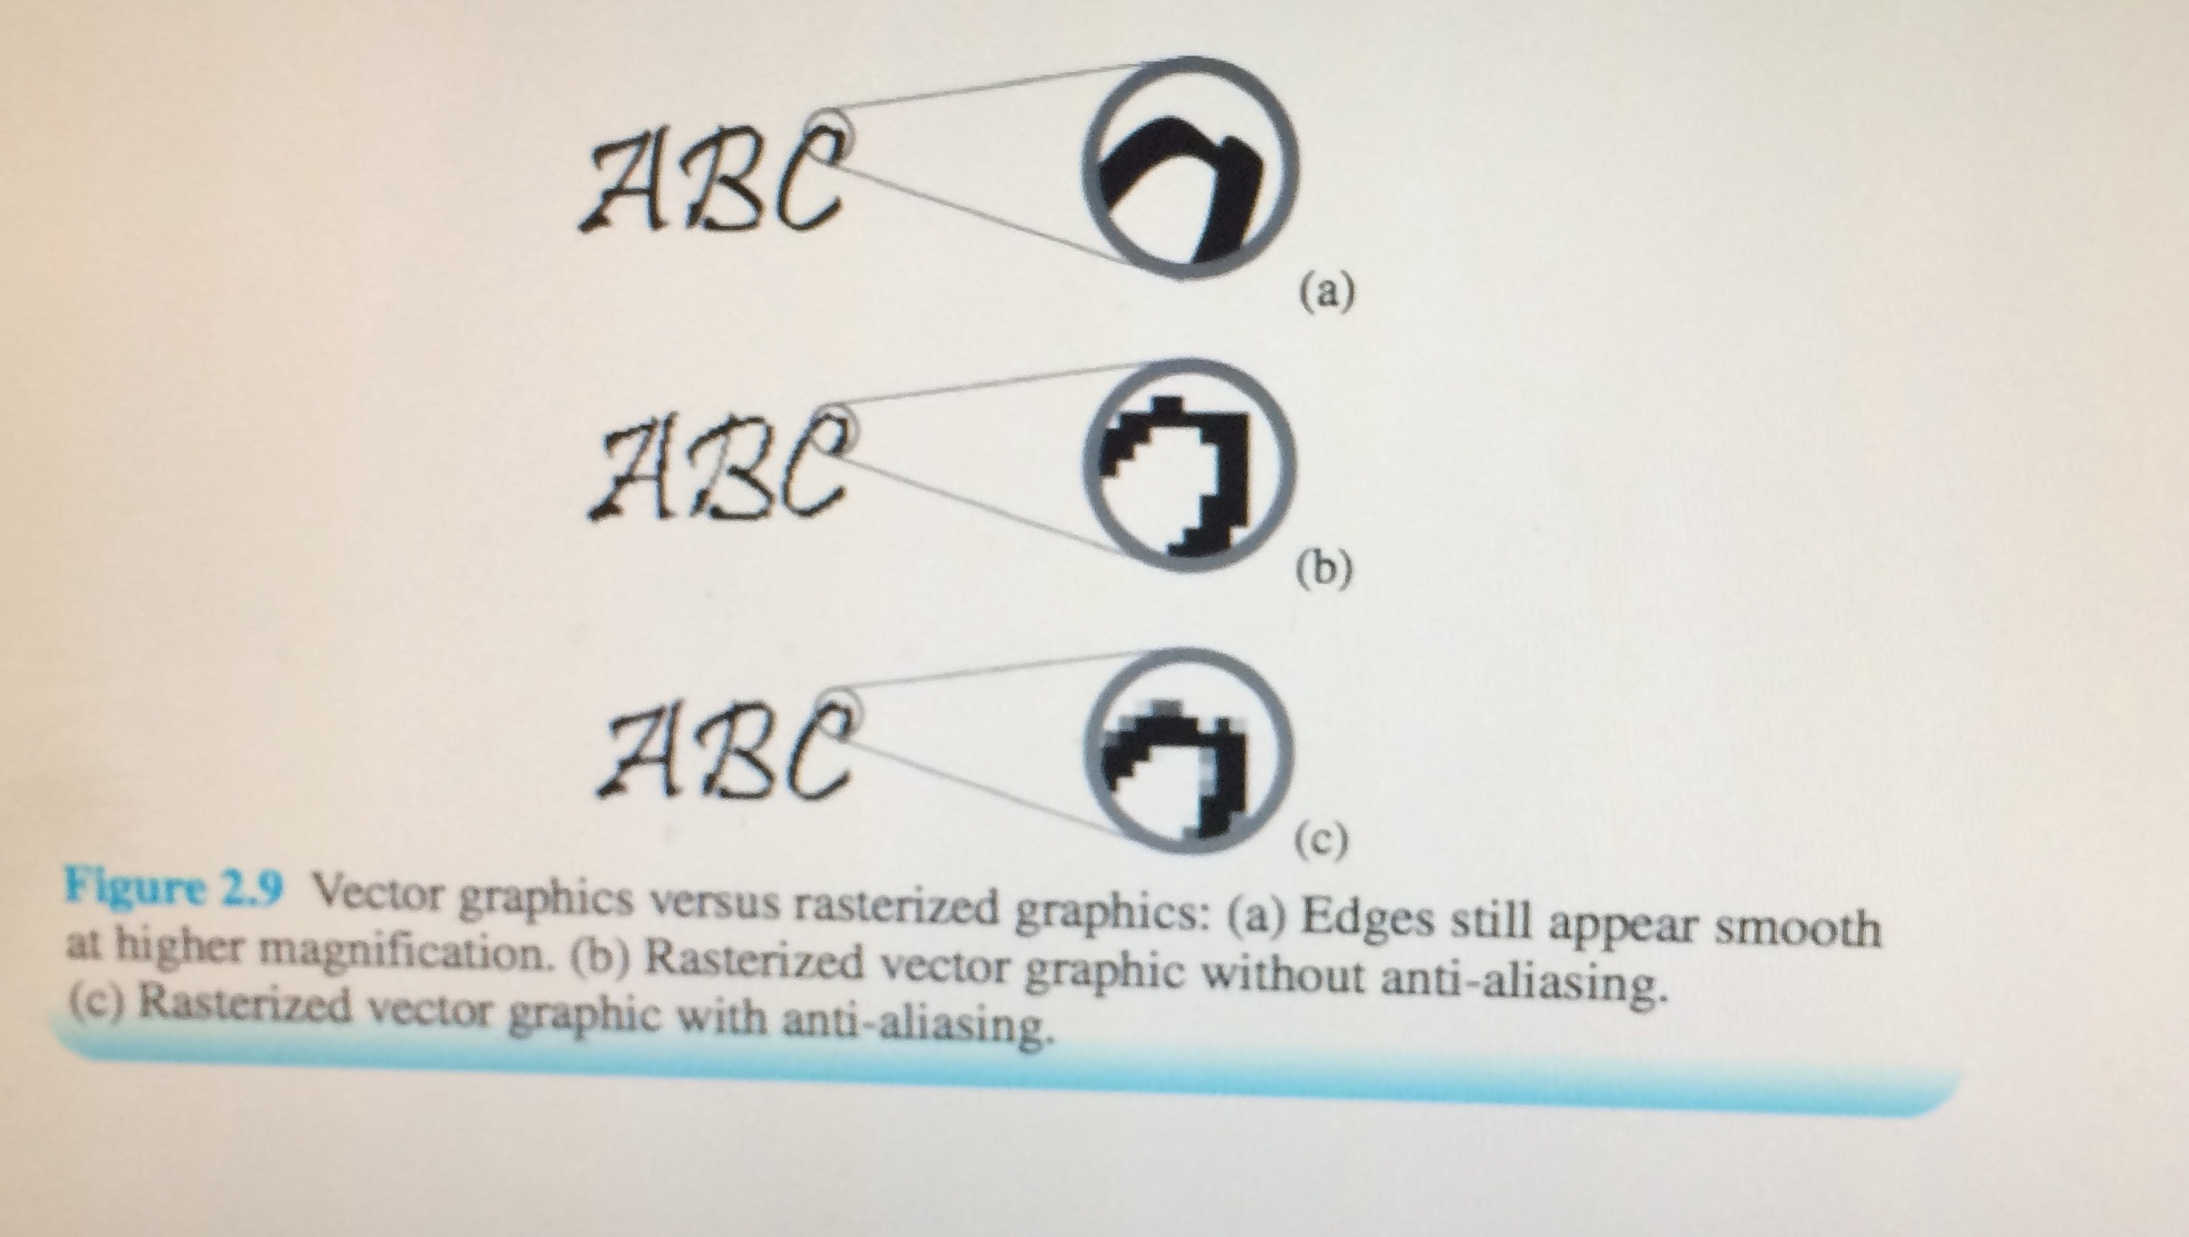 ABC
(a)
ABC
(b)
ABC
(c)
Figure 2.9 Vector graphics versus rasterized graphics: (a) Edges still appear smooth
at higher magnification. (b) Rasterized vector graphic without anti-aliasing.
(c) Rasterized vector graphic with anti-aliasing.